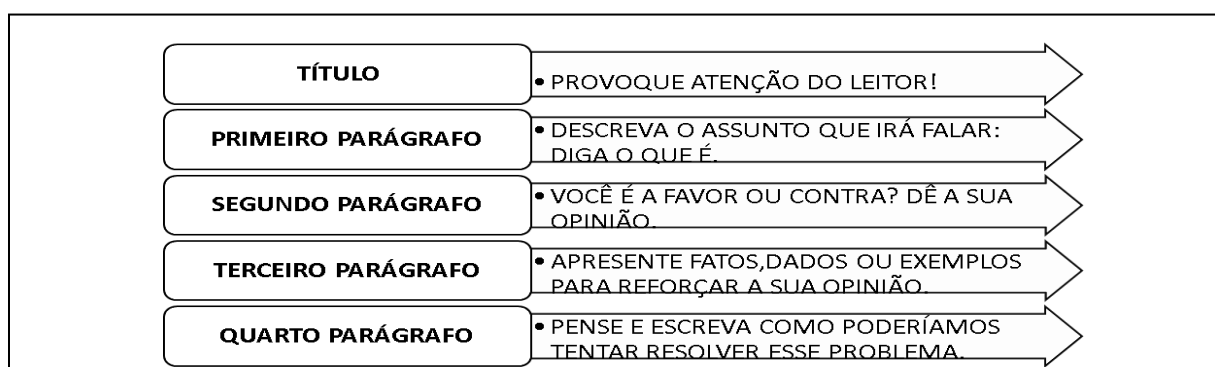 TÍTULO
• PROVOQUE ATENÇÃO DO LEITOR!
PRIMEIRO PARÁGRAFO
• DESCREVA O ASSUNTO QUE IRÁ FALAR:
DIGA O QUE É.
SEGUNDO PARÁGRAFO
• VOCÊ É A FAVOR OU CONTRA? DÊ A SUA
OPINIÃO.
TERCEIRO PARÁGRAFO
• APRESENTE FATOS,DADOS OU EXEMPLOS
PARA REFORÇAR A SUA OPINIÃO.
QUARTO PARÁGRAFO
• PENSE E ESCREVA COMO PODERÍAMOS
TENTAR RESOLVER ESSE PROBLEMA.